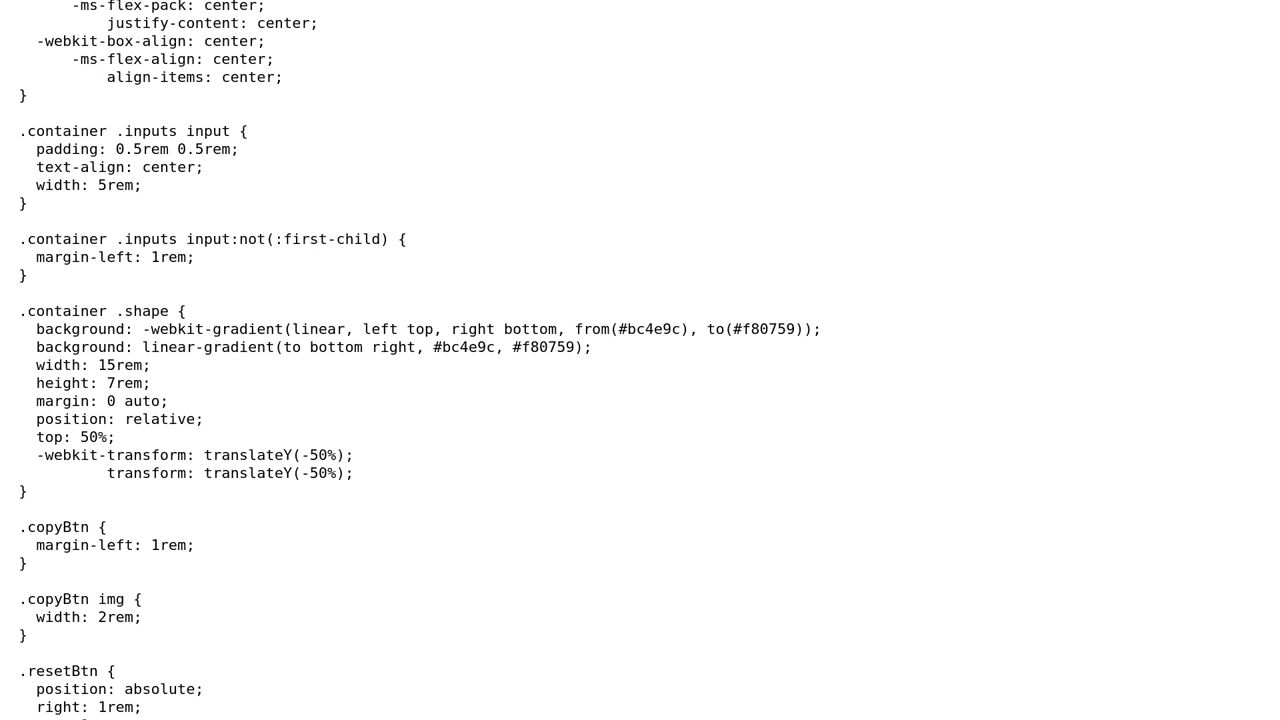 -ms-flex-pack: center;
justify-content: center;
-webkit-box-align: center;
-ms-flex-align: center;
align-items: center;
}
.container .inputs input {
padding: 0.5rem 0.5rem;
text-align: center;
width: 5rem;
}
.container .inputs input:not(:first-child) {
margin-left: 1rem;
}
.container .shape {
background: -webkit-gradient(linear, left top, right bottom, from(#bc4e9c), to(#f80759));
background: linear-gradient(to bottom right, #bc4e9c, #f80759);
width: 15rem;
height: 7rem;
margin: 0 auto;
position: relative;
top: 50%;
-webkit-transform: translateY(-50%);
transform: translateY(-50%);
}
.copyBtn {
margin-left: 1rem;
}
.copyBtn img {
width: 2rem;
}
.resetBtn {
position: absolute;
right: 1rem;